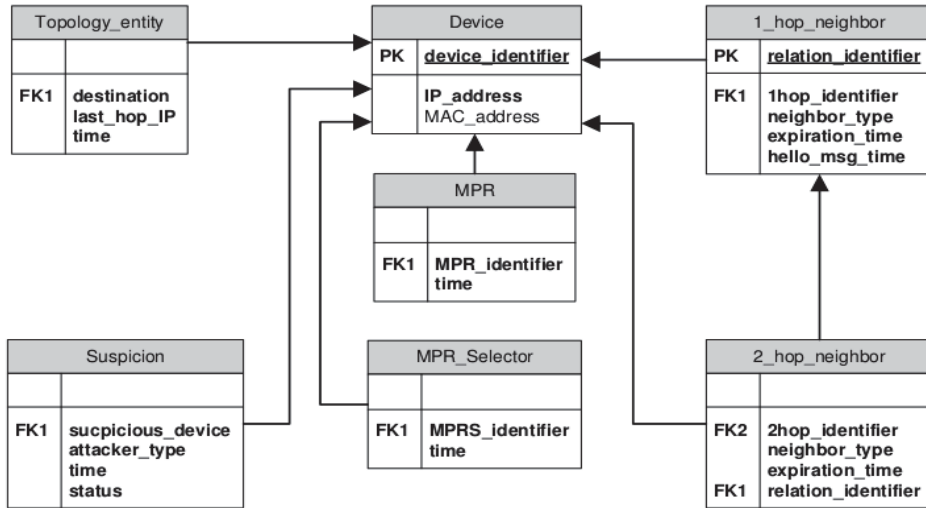 Topology_entity
FK1 destination
last_hop_IP
time
Device
PK device_identifier
IP_address
MAC_address
1_hop_neighbor
PK relation_identifier
FK1 1hop_identifier
neighbor_type
expiration_time
hello_msg_time
MPR
FK1 MPR_identifier
time
Suspicion
FK1 sucpicious_device
attacker_type
time
status
MPR_Selector
FK1 MPRS_identifier
time
2_hop_neighbor
FK2 2hop_identifier
neighbor_type
expiration_time
FK1 relation_identifier